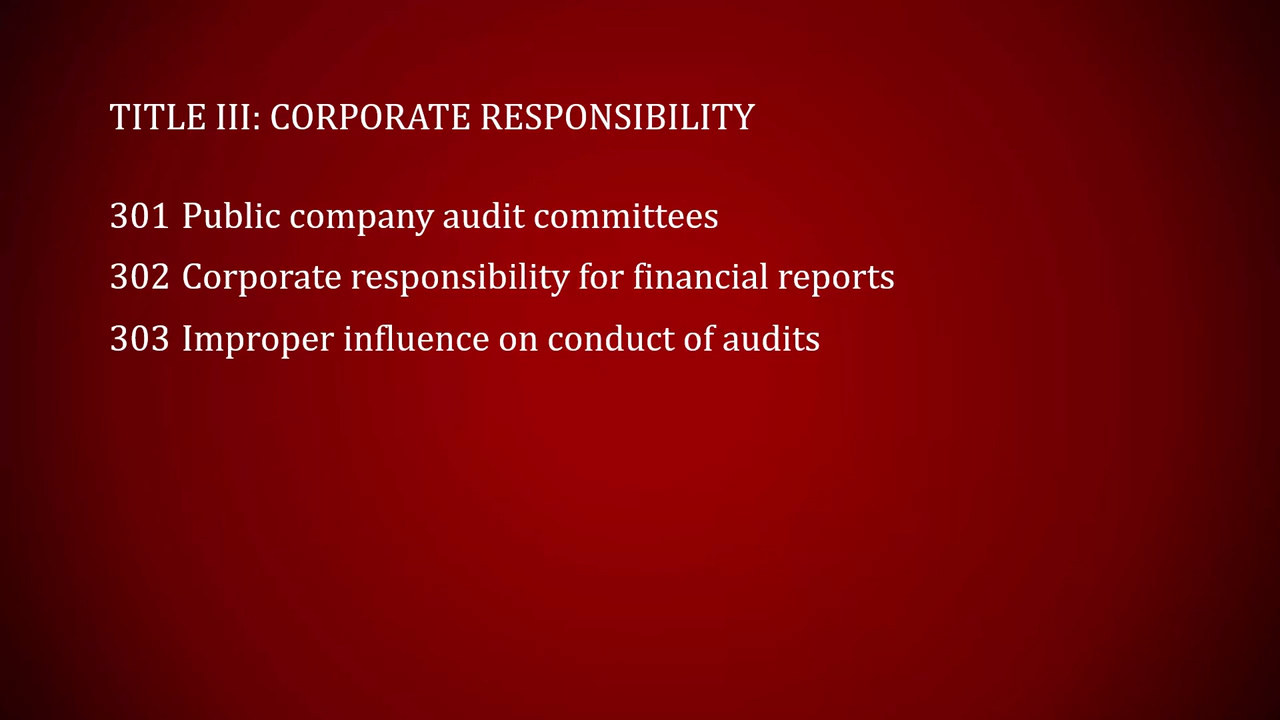 TITLE III: CORPORATE RESPONSIBILITY
301 Public company audit committees
302 Corporate responsibility for financial reports
303 Improper influence on conduct of audits